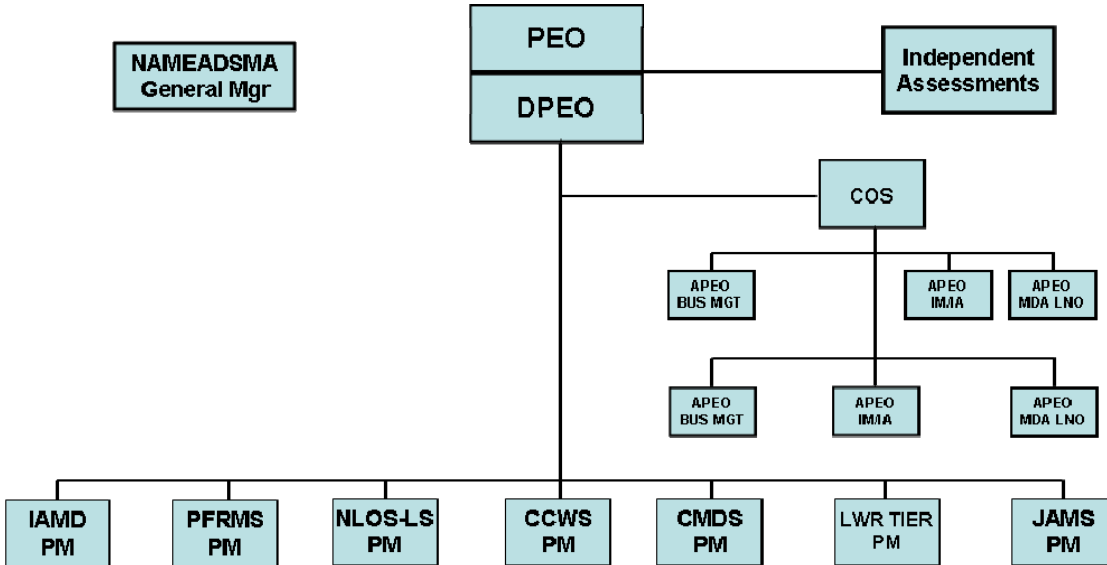 PEO
NAMEADSMA
General Mgr
Independent
Assessments
DPEO
COS
APEO
BUS MGT
APEO
IM/IA
APEO
MDA LNO
APEO
BUS MGT
APEO
IM/IA
APEO
MDA LNO
IAMD
PM
PFRMS
PM
NLOS-LS
PM
CCWS
PM
CMDS
PM
LWR TIER
PM
JAMS
PM